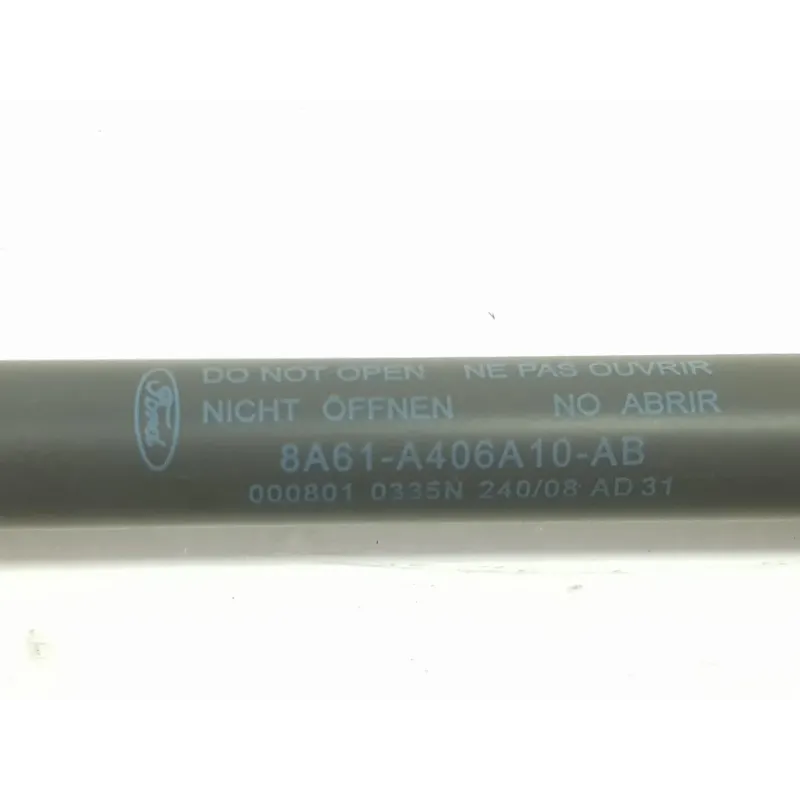 Ford
DO NOT OPEN NE PAS OUVRIR
NICHT ÖFFNEN NO ABRIR
8A61-A406A10-AB
000801 0335N 240/08 AD 31